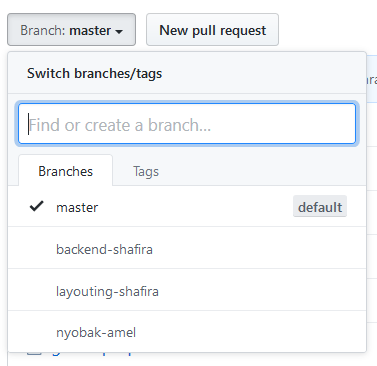 Branch: master New pull request
Switch branches/tags
Find or create a branch...
Branches Tags
master default
backend-shafira
layouting-shafira
nyobak-amel